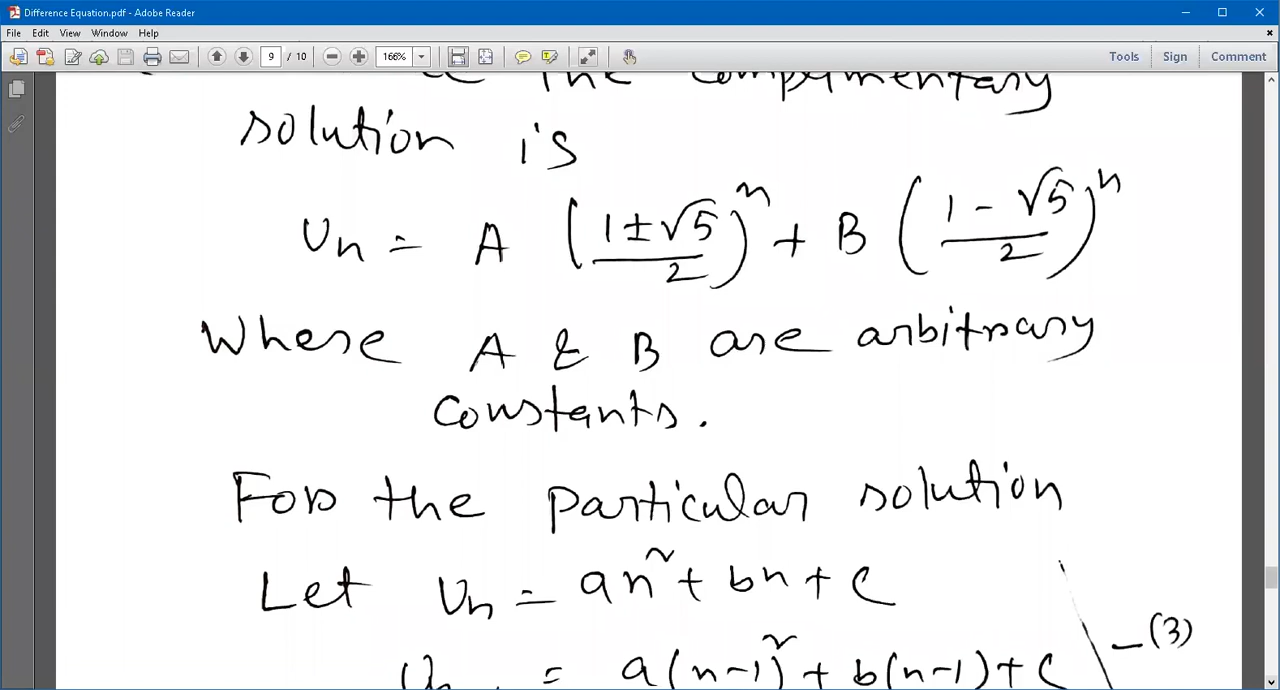 Difference Equation.pdf - Adobe Reader
File Edit View Window Help
9 / 10 166% Tools Sign Comment
the complimentary
solution is
Un = A (1±√5/2)^n + B (1-√5/2)^n
Where A & B are arbitrary
constants.
For the particular solution
Let Un = an² + bn + c
= a(n-1)² + b(n-1) + c
—(3)